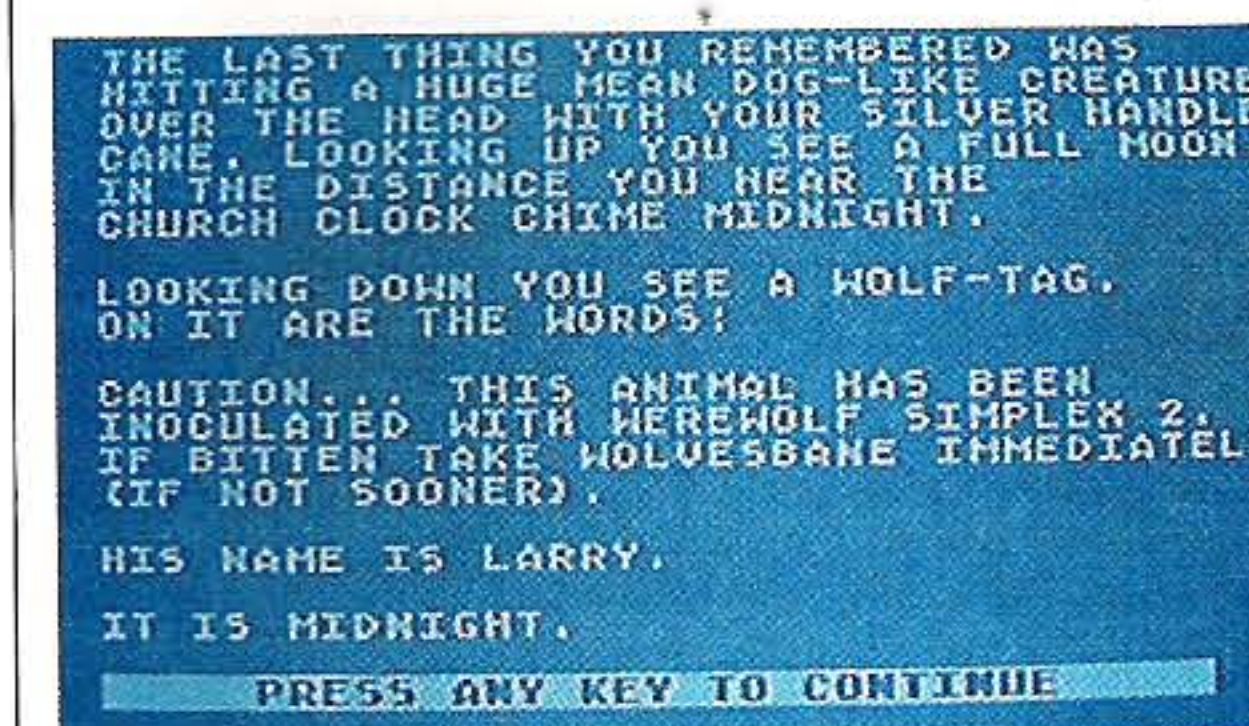 THE LAST THING YOU REMEMBERED WAS
HITTING A HUGE MEAN DOG-LIKE CREATURE
OVER THE HEAD WITH YOUR SILVER HANDLE
CANE. LOOKING UP YOU SEE A FULL MOON
IN THE DISTANCE YOU HEAR THE
CHURCH CLOCK CHIME MIDNIGHT.
LOOKING DOWN YOU SEE A WOLF-TAG.
ON IT ARE THE WORDS:
CAUTION... THIS ANIMAL HAS BEEN
INOCULATED WITH WEREWOLF SIMPLEX 2.
IF BITTEN TAKE WOLVESBANE IMMEDIATEL
(IF NOT SOONER).
HIS NAME IS LARRY.
IT IS MIDNIGHT.
PRESS ANY KEY TO CONTINUE